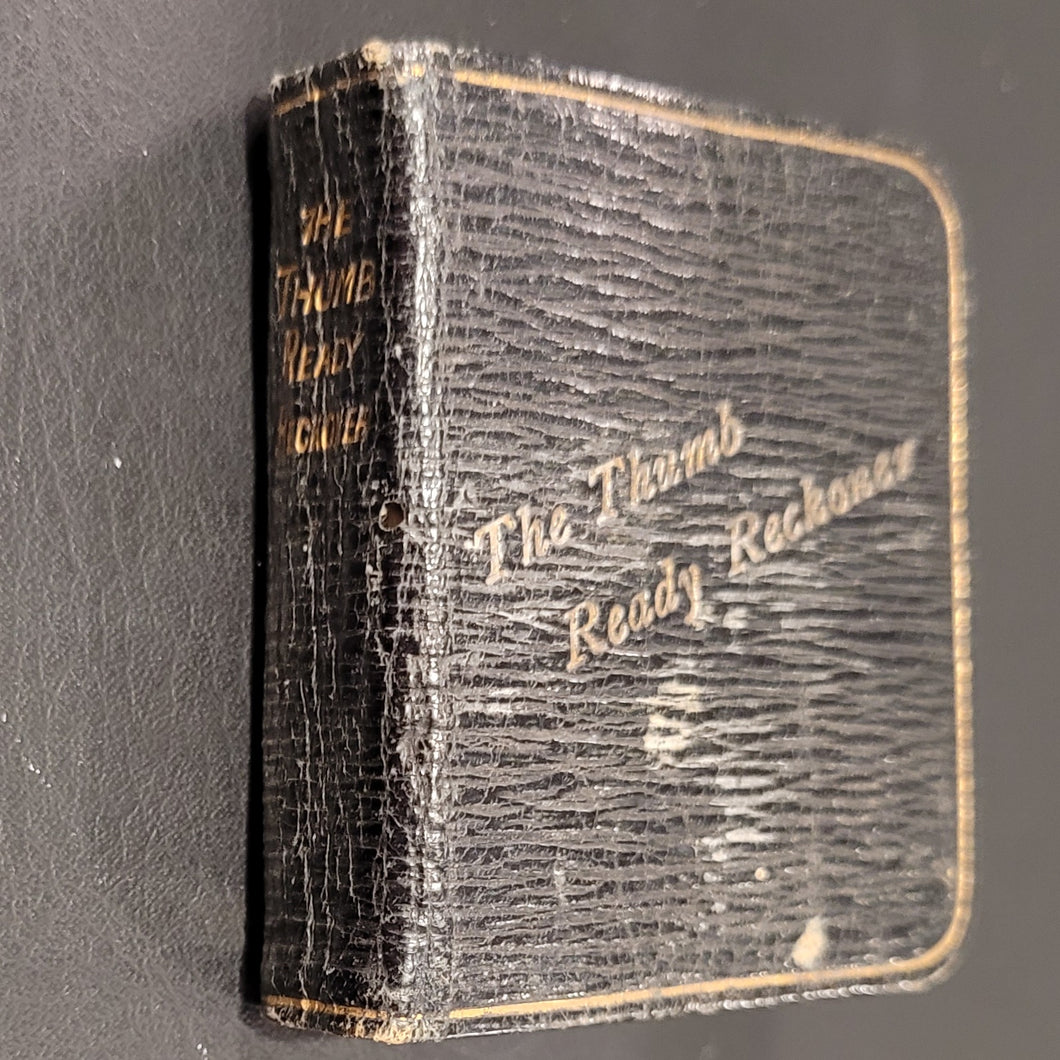 THE
THUMB
READY
RECKONER
The Thumb
Ready Reckoner